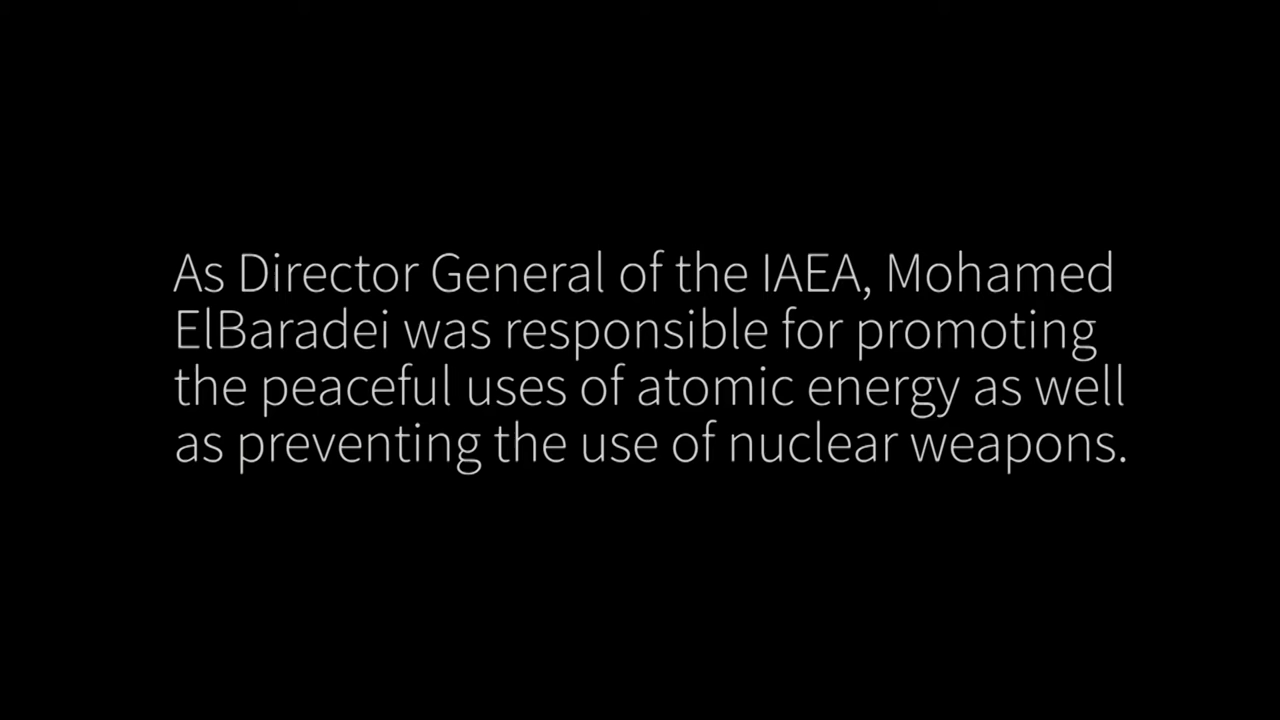 As Director General of the IAEA, Mohamed
ElBaradei was responsible for promoting
the peaceful uses of atomic energy as well
as preventing the use of nuclear weapons.